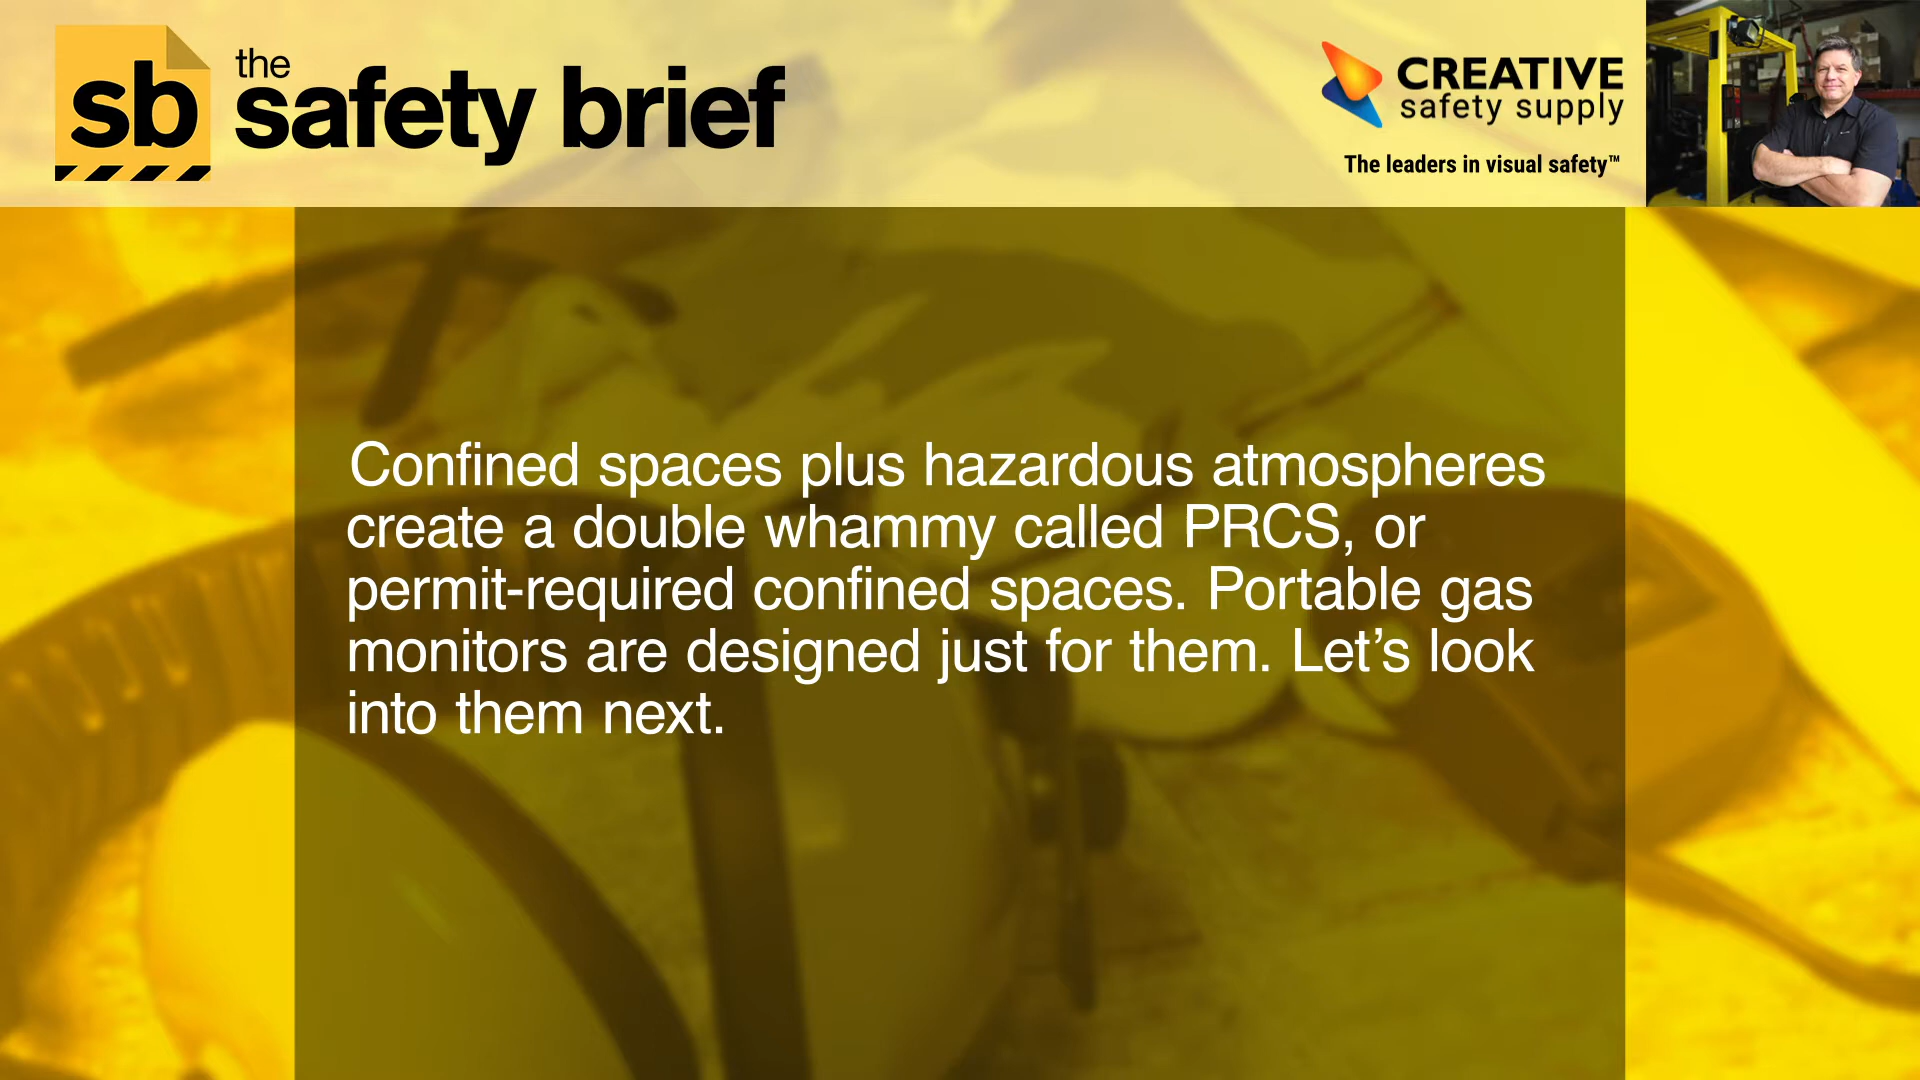 sb
the
safety brief
CREATIVE
safety supply
The leaders in visual safety™
Confined spaces plus hazardous atmospheres
create a double whammy called PRCS, or
permit-required confined spaces. Portable gas
monitors are designed just for them. Let’s look
into them next.